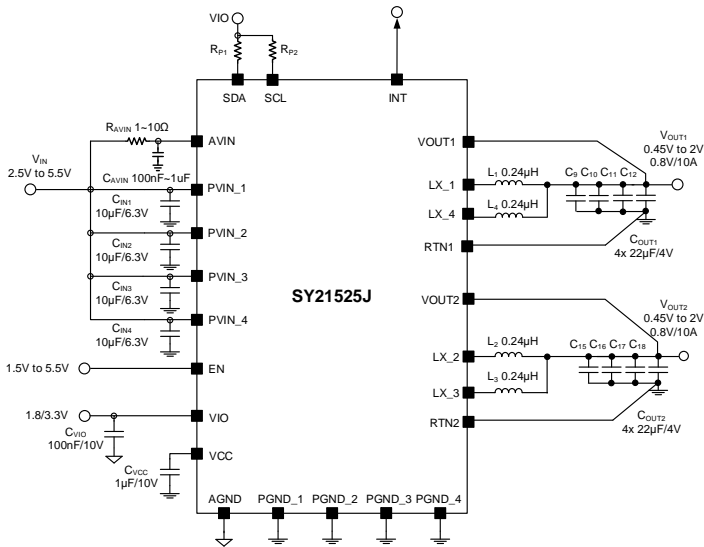 VIO
RP1
RP2
SDA
SCL
INT
RAVIN 1~10Ω
AVIN
VOUT1
VIN
2.5V to 5.5V
CAVIN 100nF~1uF
PVIN_1
CIN1
10µF/6.3V
PVIN_2
CIN2
10µF/6.3V
PVIN_3
CIN3
10µF/6.3V
PVIN_4
CIN4
10µF/6.3V
SY21525J
LX_1
L1 0.24µH
LX_4
L4 0.24µH
RTN1
C9 C10 C11 C12
VOUT1
0.45V to 2V
0.8V/10A
COUT1
4x 22µF/4V
VOUT2
LX_2
L2 0.24µH
LX_3
L3 0.24µH
RTN2
C15 C16 C17 C18
VOUT2
0.45V to 2V
0.8V/10A
COUT2
4x 22µF/4V
1.5V to 5.5V
EN
1.8/3.3V
VIO
CVIO
100nF/10V
VCC
CVCC
1µF/10V
AGND
PGND_1
PGND_2
PGND_3
PGND_4